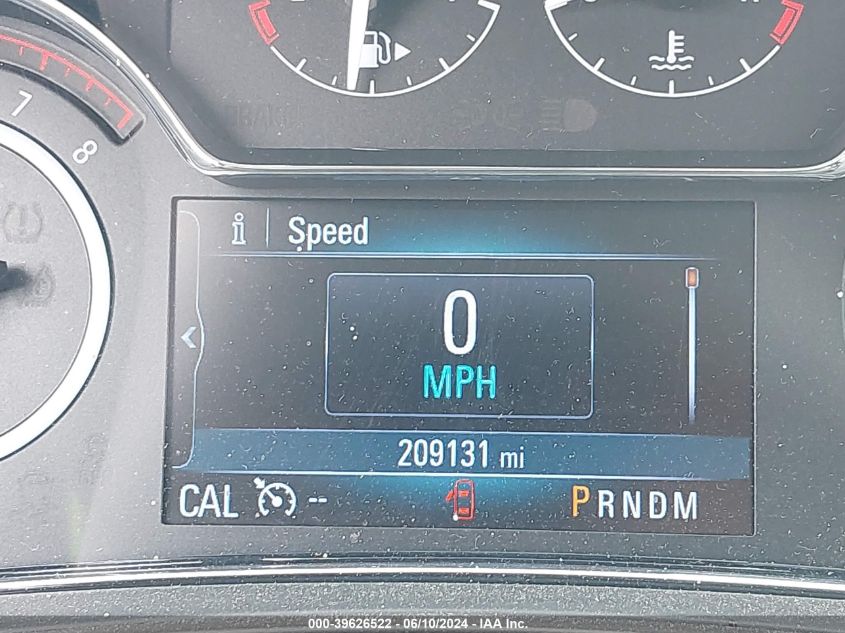 7
8
Speed
0
MPH
209131 mi
CAL --
PRNDM
000-39626522 - 06/10/2024 - IAA Inc.